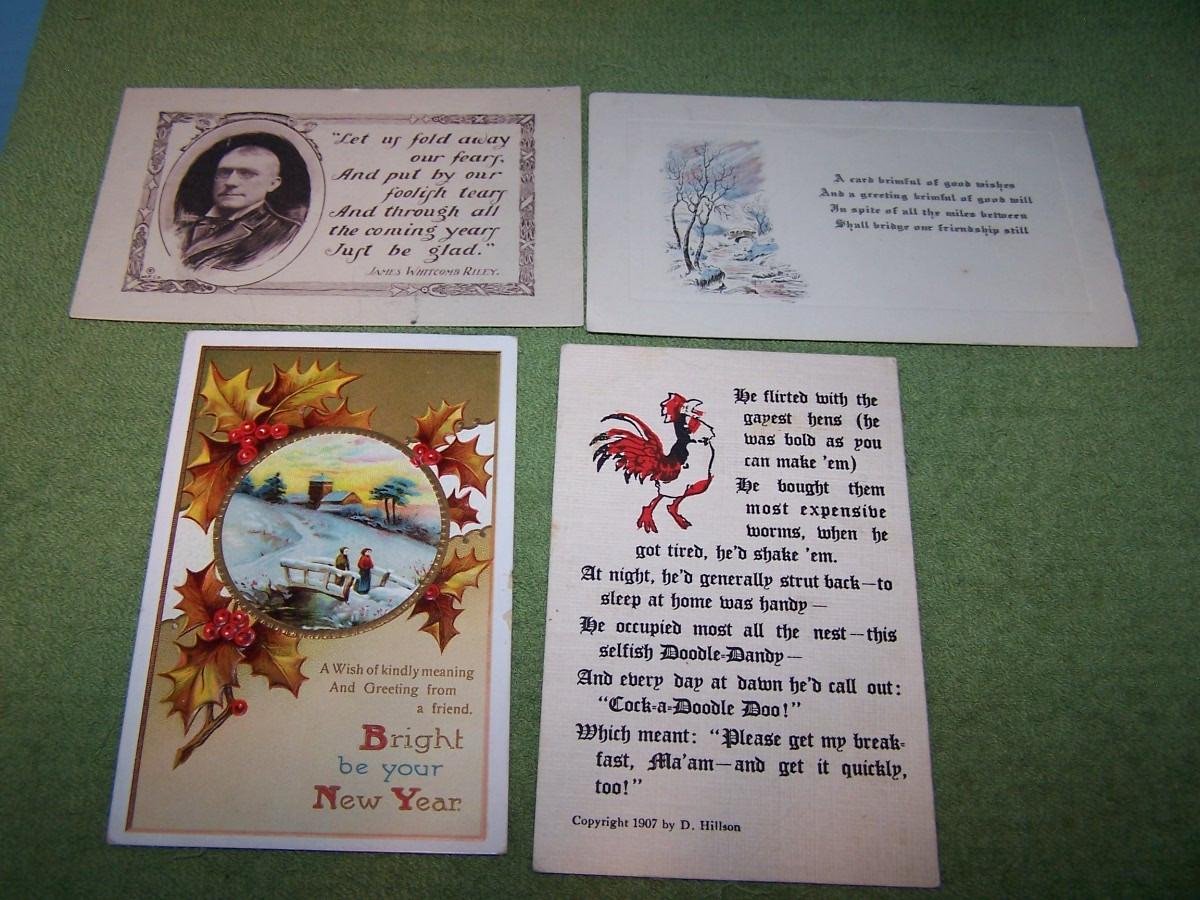 "Let us fold away
our fears,
And put by our
foolish tears
And through all
the coming years
Just be glad."
JAMES WHITCOMB RILEY.
A card brimful of good wishes
And a greeting brimful of good will
In spite of all the miles between
Shall bridge our friendship still
A Wish of kindly meaning
And Greeting from
a friend.
Bright
be your
New Year.
He flirted with the
gayest hens (he
was bold as you
can make 'em)
He bought them
most expensive
worms, when he
got tired, he'd shake 'em.
At night, he'd generally strut back—to
sleep at home was handy—
He occupied most all the nest—this
selfish Doodle-Dandy—
And every day at dawn he'd call out:
"Cock-a-Doodle Doo!"
Which meant: "Please get my break-
fast, Ma'am—and get it quickly,
too!"
Copyright 1907 by D. Hillson